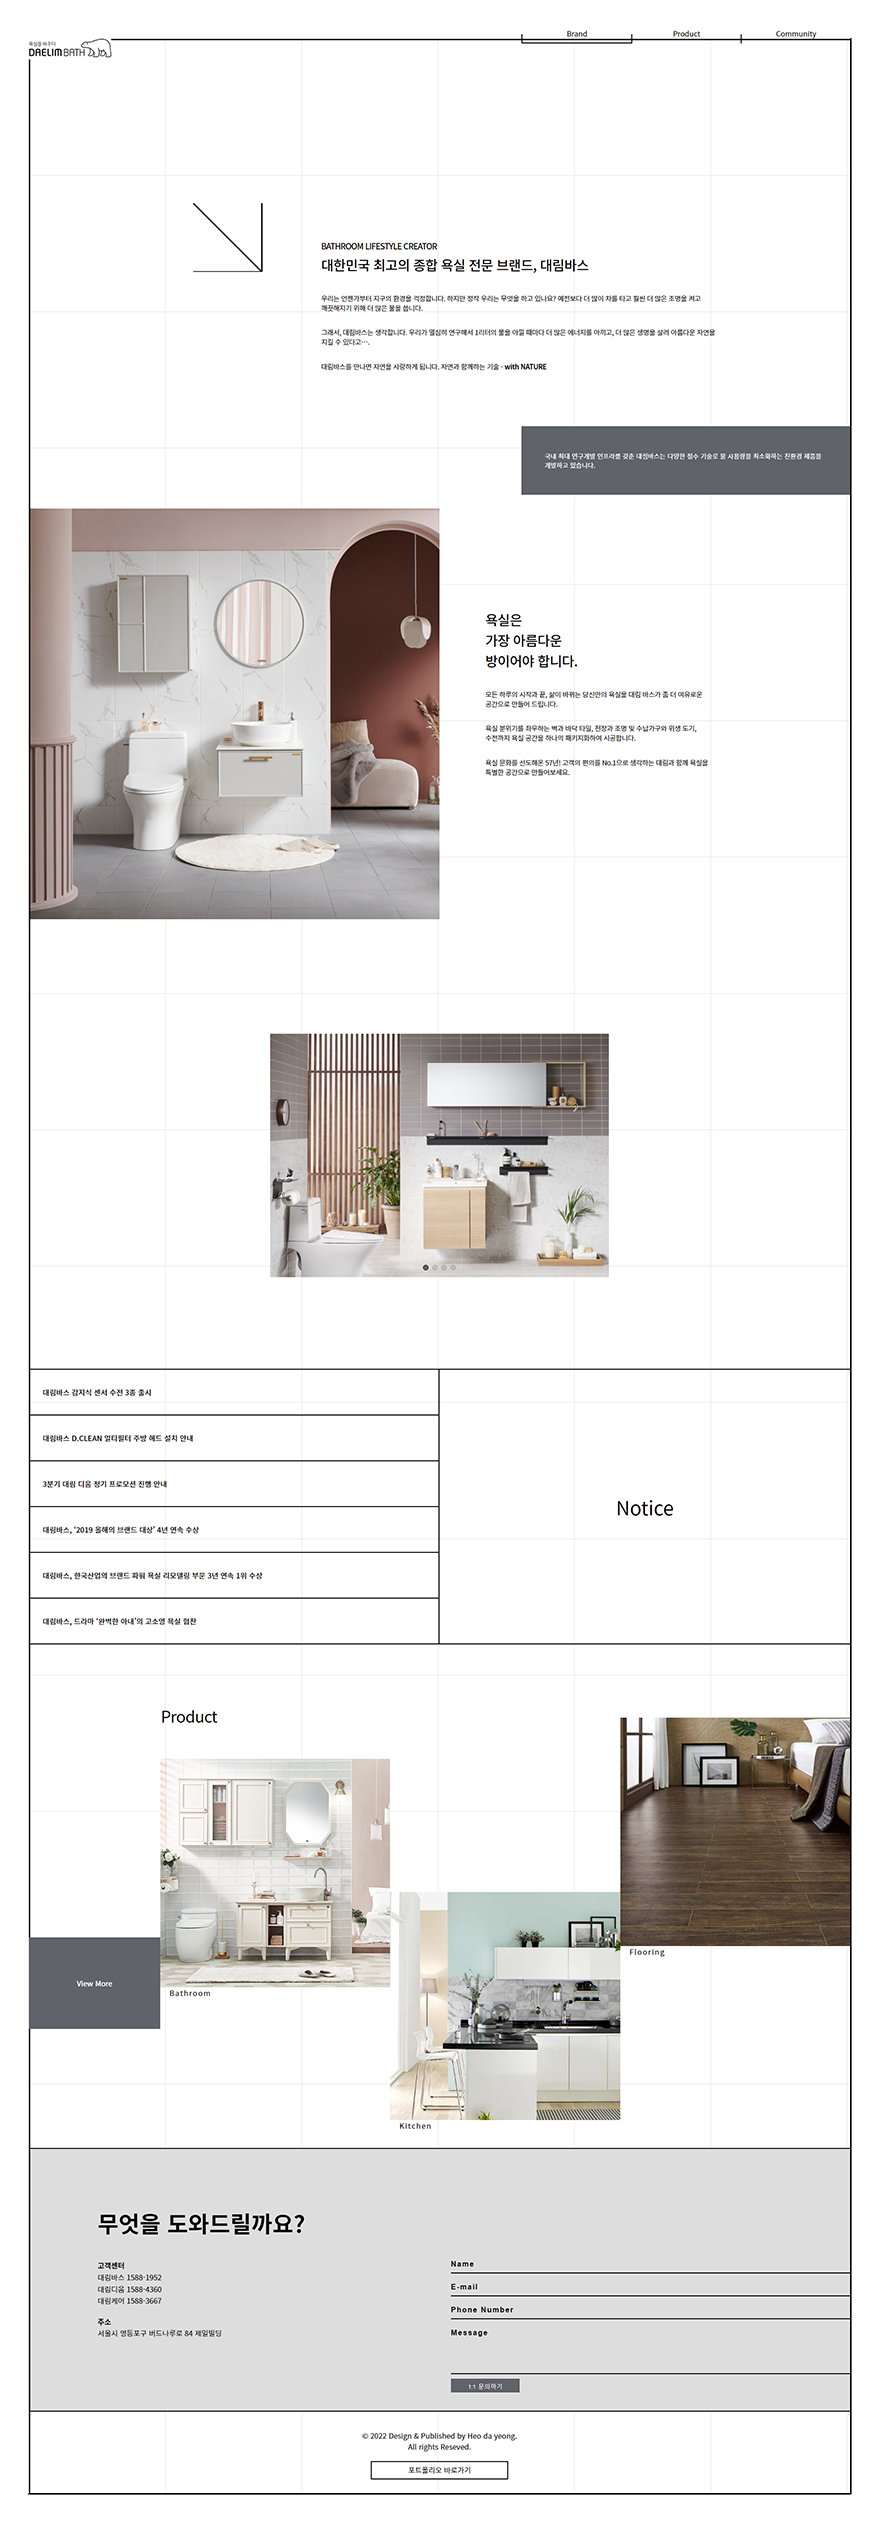 욕실을 바꾸다
DAELIM BATH
Brand
Product
Community
BATHROOM LIFESTYLE CREATOR
대한민국 최고의 종합 욕실 전문 브랜드, 대림바스
우리는 언젠가부터 지구의 환경을 걱정합니다. 하지만 정작 우리는 무엇을 하고 있나요? 예전보다 더 많이 차를 타고 훨씬 더 많은 조명을 켜고
깨끗해지기 위해 더 많은 물을 씁니다.
그래서, 대림바스는 생각합니다. 우리가 열심히 연구해서 1리터의 물을 아낄 때마다 더 많은 에너지를 아끼고, 더 많은 생명을 살려 아름다운 자연을
지킬 수 있다고….
대림바스를 만나면 자연을 사랑하게 됩니다. 자연과 함께하는 기술 - with NATURE
국내 최대 연구개발 인프라를 갖춘 대림바스는 다양한 절수 기술로 물 사용량을 최소화하는 친환경 제품을
개발하고 있습니다.
욕실은
가장 아름다운
방이어야 합니다.
모든 하루의 시작과 끝, 삶이 바뀌는 당신만의 욕실을 대림 바스가 좀 더 여유로운
공간으로 만들어 드립니다.
욕실 분위기를 좌우하는 벽과 바닥 타일, 천장과 조명 및 수납가구와 위생 도기,
수전까지 욕실 공간을 하나의 패키지화하여 시공합니다.
욕실 문화를 선도해온 57년! 고객의 편의를 No.1으로 생각하는 대림과 함께 욕실을
특별한 공간으로 만들어보세요.
대림바스 감지식 센서 수전 3종 출시
대림바스 D.CLEAN 멀티필터 주방 헤드 설치 안내
3분기 대림 디움 정기 프로모션 진행 안내
대림바스, ‘2019 올해의 브랜드 대상’ 4년 연속 수상
대림바스, 한국산업의 브랜드 파워 욕실 리모델링 부문 3년 연속 1위 수상
대림바스, 드라마 ‘완벽한 아내’의 고소영 욕실 협찬
Notice
Product
View More
Bathroom
Kitchen
Flooring
무엇을 도와드릴까요?
고객센터
대림바스 1588-1952
대림디움 1588-4360
대림케어 1588-3667
주소
서울시 영등포구 버드나루로 84 제일빌딩
Name
E-mail
Phone Number
Message
1:1 문의하기
© 2022 Design & Published by Heo da yeong.
All rights Reseved.
포트폴리오 바로가기